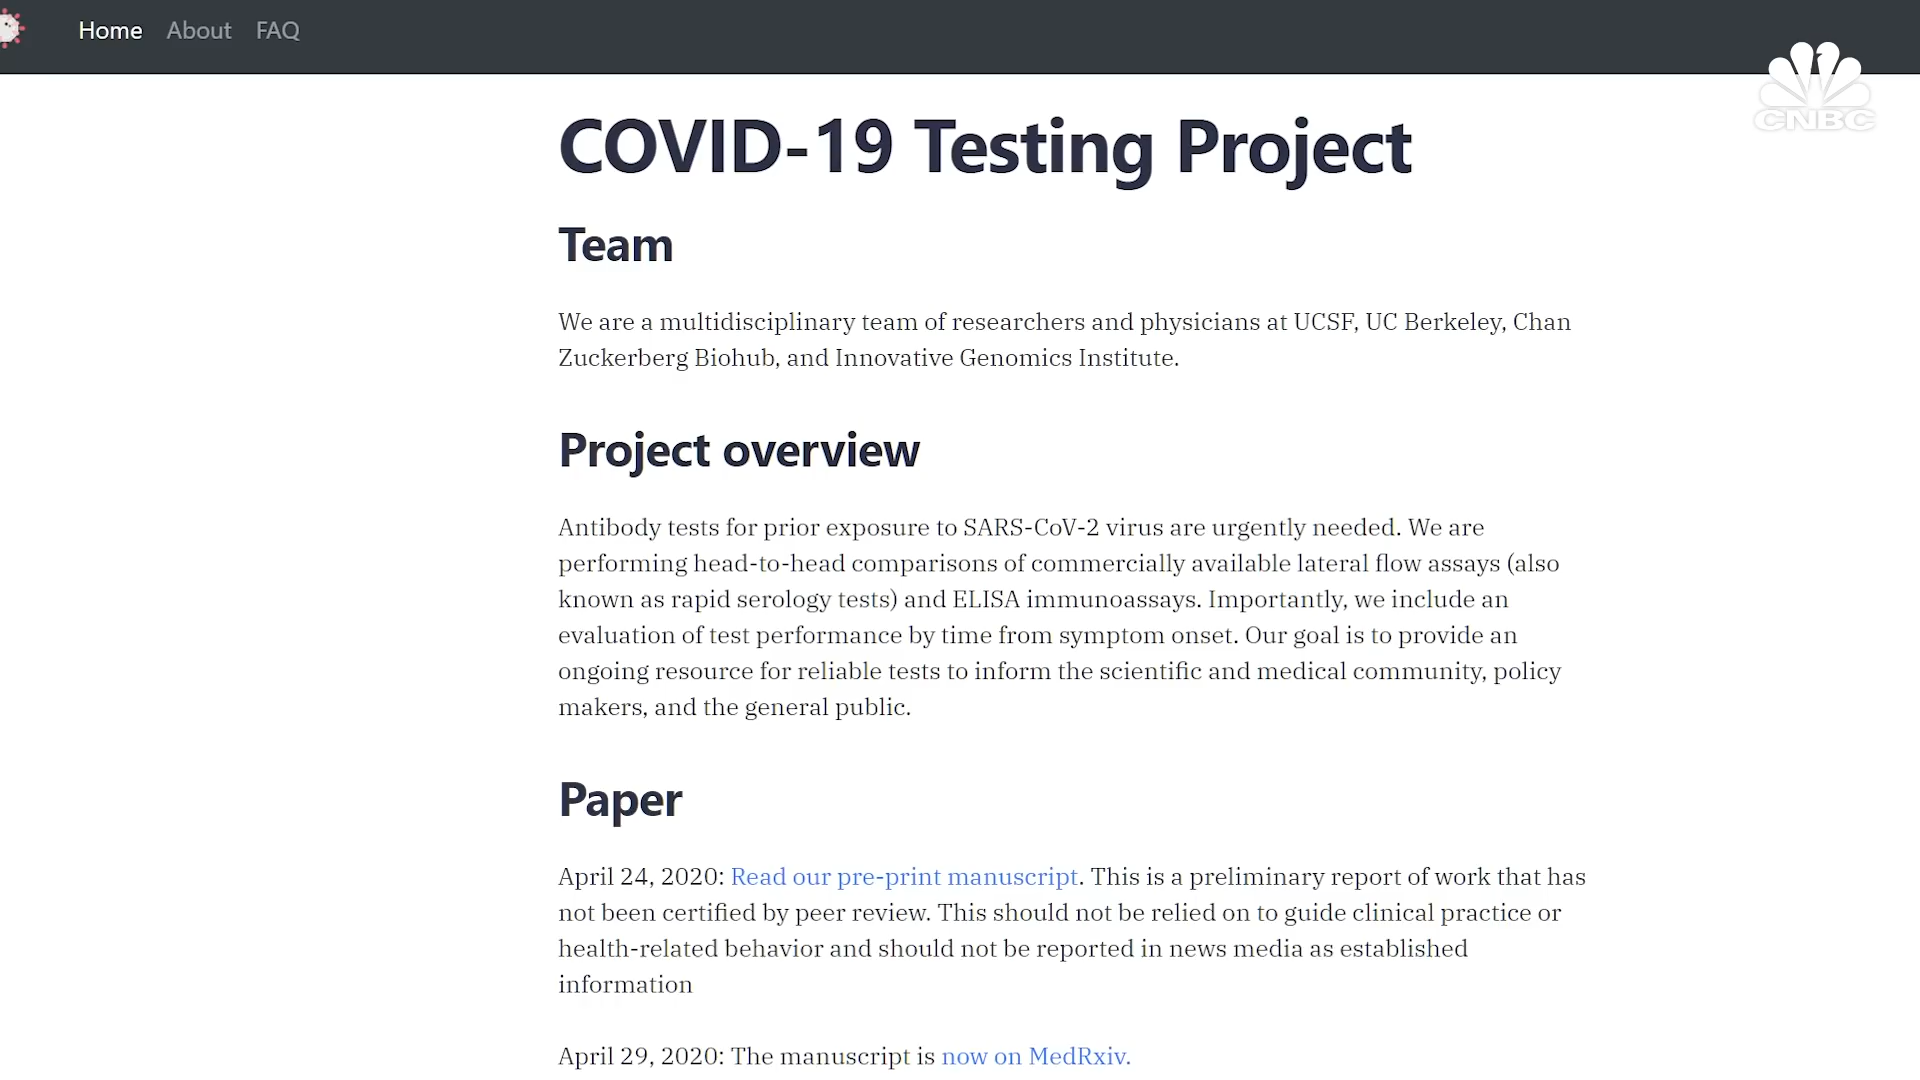 Home About FAQ
CNBC
COVID-19 Testing Project
Team
We are a multidisciplinary team of researchers and physicians at UCSF, UC Berkeley, Chan
Zuckerberg Biohub, and Innovative Genomics Institute.
Project overview
Antibody tests for prior exposure to SARS-CoV-2 virus are urgently needed. We are
performing head-to-head comparisons of commercially available lateral flow assays (also
known as rapid serology tests) and ELISA immunoassays. Importantly, we include an
evaluation of test performance by time from symptom onset. Our goal is to provide an
ongoing resource for reliable tests to inform the scientific and medical community, policy
makers, and the general public.
Paper
April 24, 2020: Read our pre-print manuscript. This is a preliminary report of work that has
not been certified by peer review. This should not be relied on to guide clinical practice or
health-related behavior and should not be reported in news media as established
information
April 29, 2020: The manuscript is now on MedRxiv.